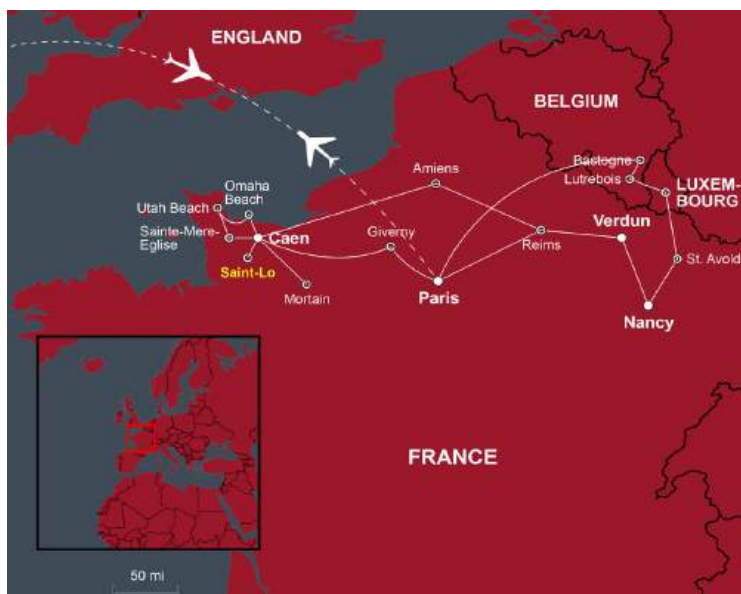 ENGLAND
BELGIUM
Bastogne
Lutrebois
LUXEM-
BOURG
Amiens
Omaha
Beach
Utah Beach
Sainte-Mere-
Eglise
Caen
Giverny
Verdun
Reims
Saint-Lo
St. Avold
Mortain
Paris
Nancy
FRANCE
50 mi